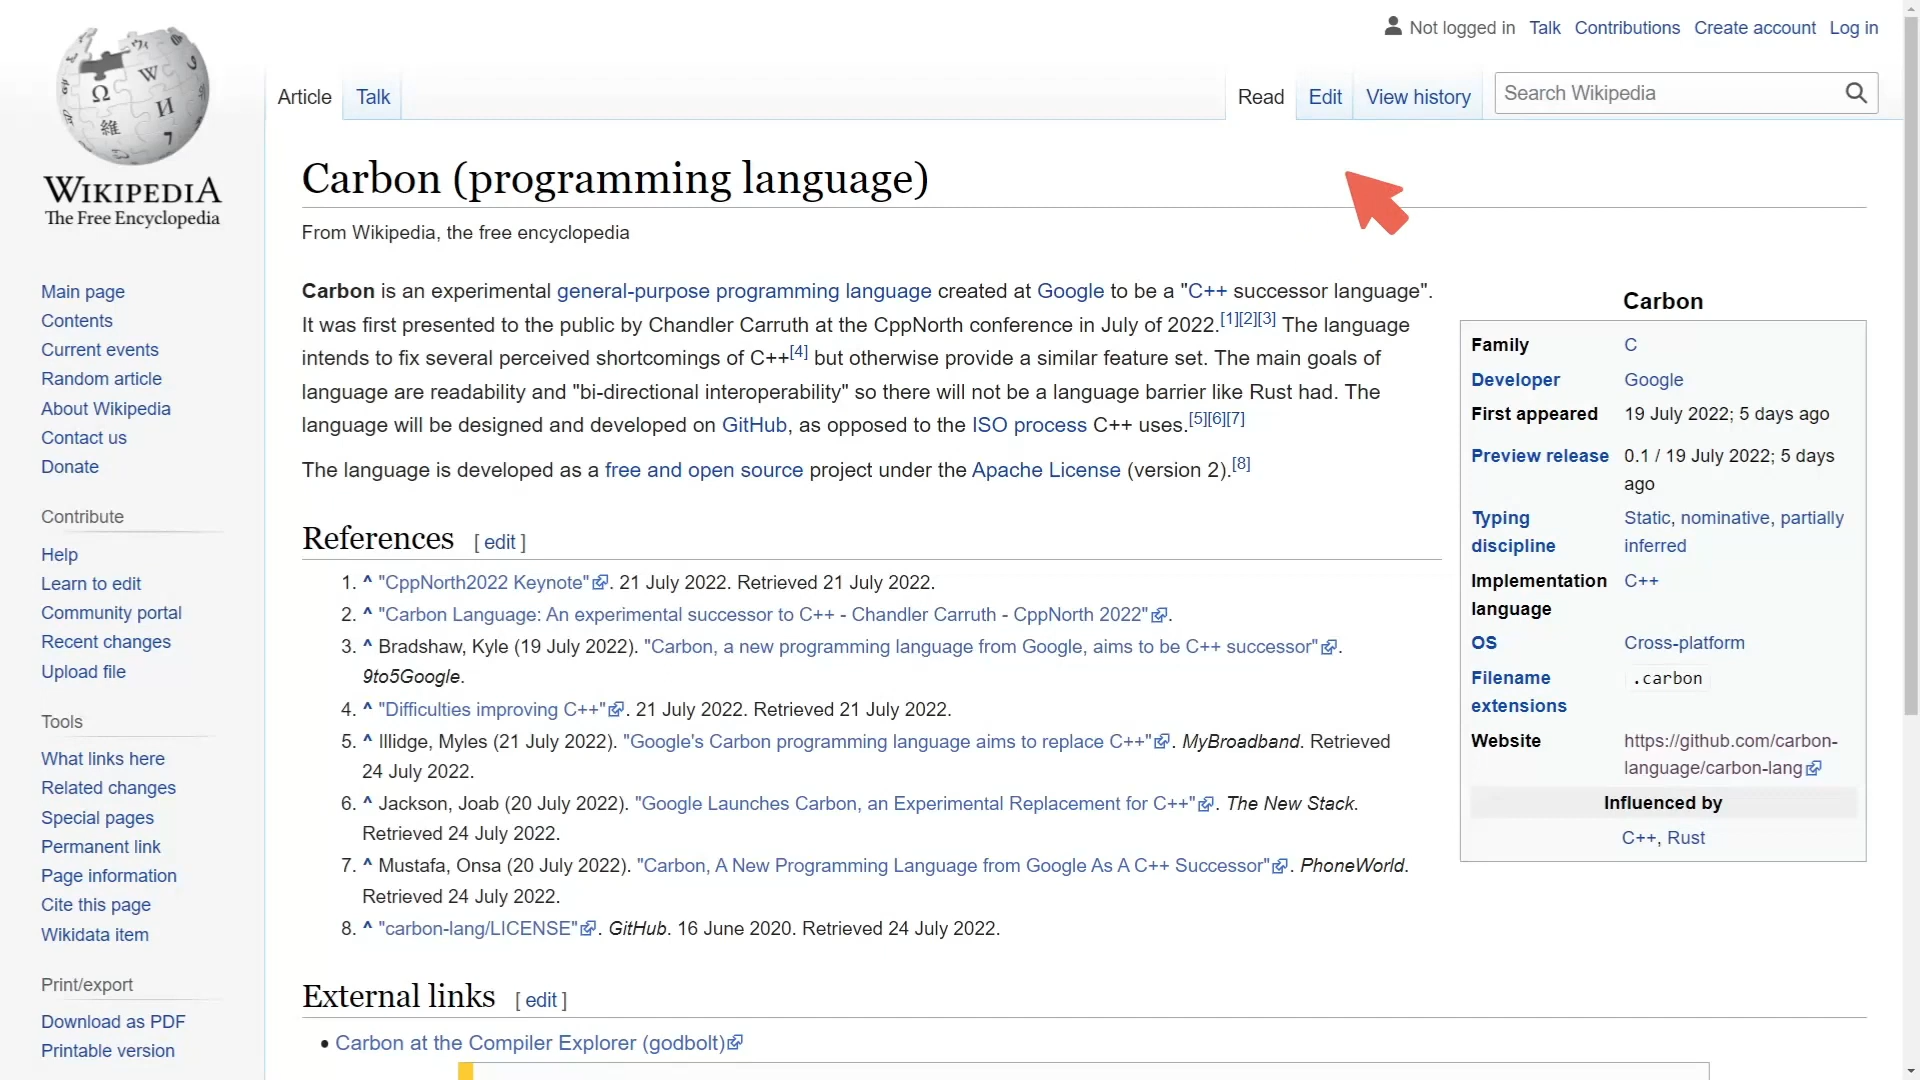 Not logged in Talk Contributions Create account Log in
Article Talk Read Edit View history Search Wikipedia
WIKIPEDIA
The Free Encyclopedia
Main page
Contents
Current events
Random article
About Wikipedia
Contact us
Donate
Contribute
Help
Learn to edit
Community portal
Recent changes
Upload file
Tools
What links here
Related changes
Special pages
Permanent link
Page information
Cite this page
Wikidata item
Print/export
Download as PDF
Printable version
Carbon (programming language)
From Wikipedia, the free encyclopedia
Carbon is an experimental general-purpose programming language created at Google to be a "C++ successor language".
It was first presented to the public by Chandler Carruth at the CppNorth conference in July of 2022.[1][2][3] The language
intends to fix several perceived shortcomings of C++[4] but otherwise provide a similar feature set. The main goals of
language are readability and "bi-directional interoperability" so there will not be a language barrier like Rust had. The
language will be designed and developed on GitHub, as opposed to the ISO process C++ uses.[5][6][7]
The language is developed as a free and open source project under the Apache License (version 2).[8]
References [ edit ]
1. ^ "CppNorth2022 Keynote". 21 July 2022. Retrieved 21 July 2022.
2. ^ "Carbon Language: An experimental successor to C++ - Chandler Carruth - CppNorth 2022".
3. ^ Bradshaw, Kyle (19 July 2022). "Carbon, a new programming language from Google, aims to be C++ successor".
9to5Google.
4. ^ "Difficulties improving C++". 21 July 2022. Retrieved 21 July 2022.
5. ^ Illidge, Myles (21 July 2022). "Google's Carbon programming language aims to replace C++". MyBroadband. Retrieved
24 July 2022.
6. ^ Jackson, Joab (20 July 2022). "Google Launches Carbon, an Experimental Replacement for C++". The New Stack.
Retrieved 24 July 2022.
7. ^ Mustafa, Onsa (20 July 2022). "Carbon, A New Programming Language from Google As A C++ Successor". PhoneWorld.
Retrieved 24 July 2022.
8. ^ "carbon-lang/LICENSE". GitHub. 16 June 2020. Retrieved 24 July 2022.
External links [ edit ]
• Carbon at the Compiler Explorer (godbolt)
Carbon
Family C
Developer Google
First appeared 19 July 2022; 5 days ago
Preview release 0.1 / 19 July 2022; 5 days
ago
Typing Static, nominative, partially
discipline inferred
Implementation C++
language
OS Cross-platform
Filename .carbon
extensions
Website https://github.com/carbon-
language/carbon-lang
Influenced by
C++, Rust